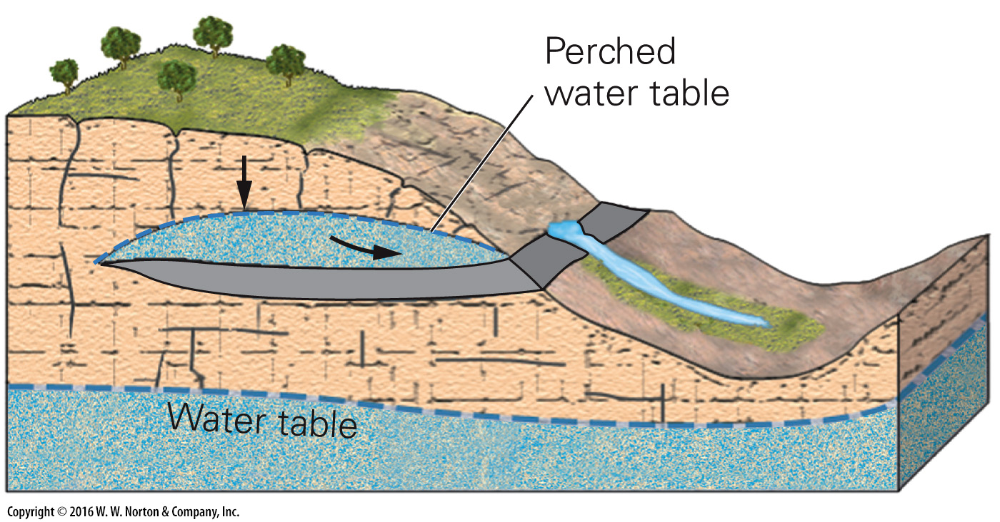 Perched
water table
Water table
Copyright © 2016 W. W. Norton & Company, Inc.